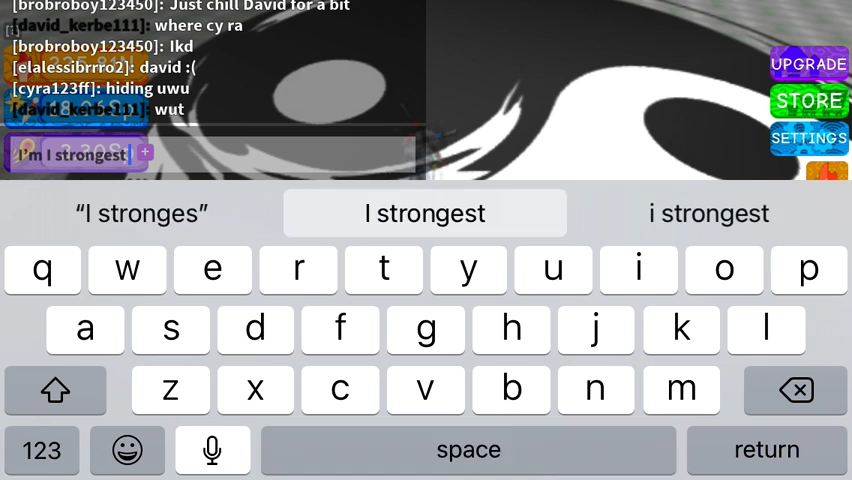 [brobroboy123450]: Just chill David for a bit
[david_kerbe111]: where cy ra
[brobroboy123450]: Ikd
[elalessibrrro2]: david :(
[cyra123ff]: hiding uwu
[david_kerbe111]: wut
I'm I strongest
+
UPGRADE
STORE
SETTINGS
“I stronges” I strongest i strongest
q w e r t y u i o p
a s d f g h j k l
z x c v b n m
123 space return